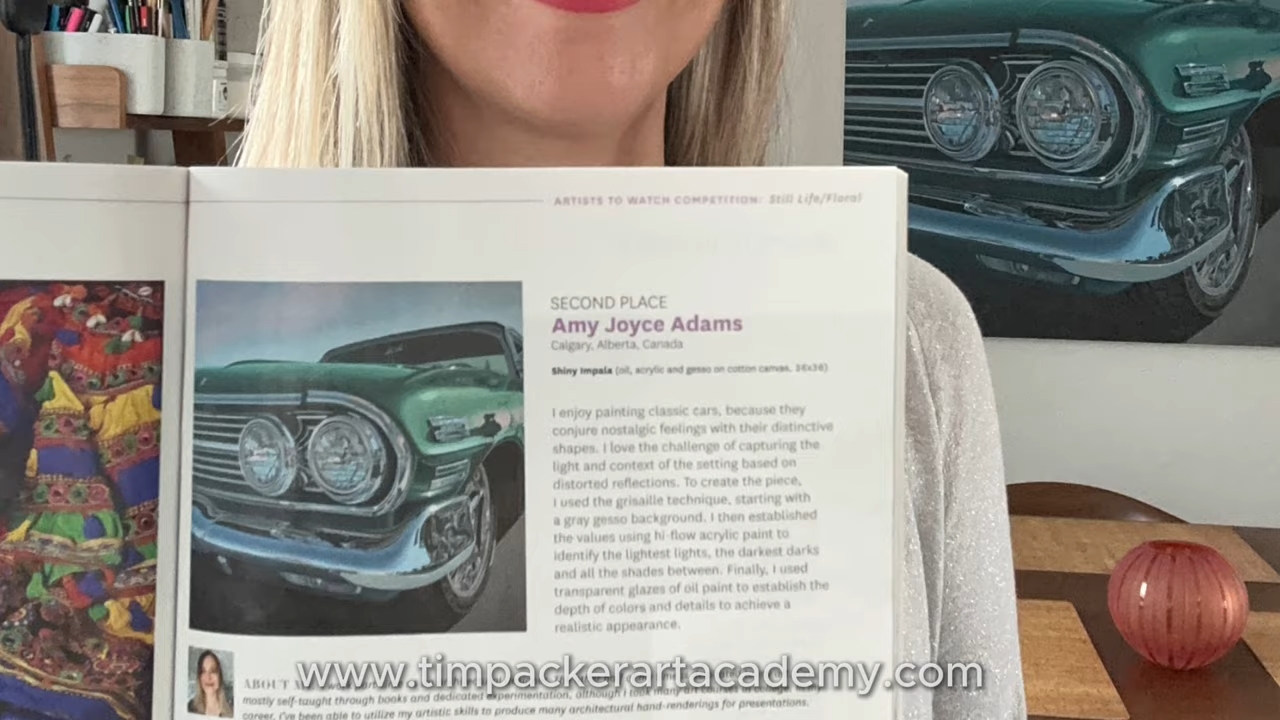 ARTISTS TO WATCH COMPETITION: Still Life/Floral
SECOND PLACE
Amy Joyce Adams
Calgary, Alberta, Canada
Shiny Impala (oil, acrylic and gesso on cotton canvas, 36x36)
I enjoy painting classic cars, because they
conjure nostalgic feelings with their distinctive
shapes. I love the challenge of capturing the
light and context of the setting based on
distorted reflections. To create the piece,
I used the grisaille technique, starting with
a gray gesso background. I then established
the values using hi-flow acrylic paint to
identify the lightest lights, the darkest darks
and all the shades between. Finally, I used
transparent glazes of oil paint to establish the
depth of colors and details to achieve a
realistic appearance.
www.timpackerartacademy.com
ABOUT
mostly self-taught through books and dedicated experimentation, although I took many art courses
career, I've been able to utilize my artistic skills to produce many architectural hand-renderings for presentations.